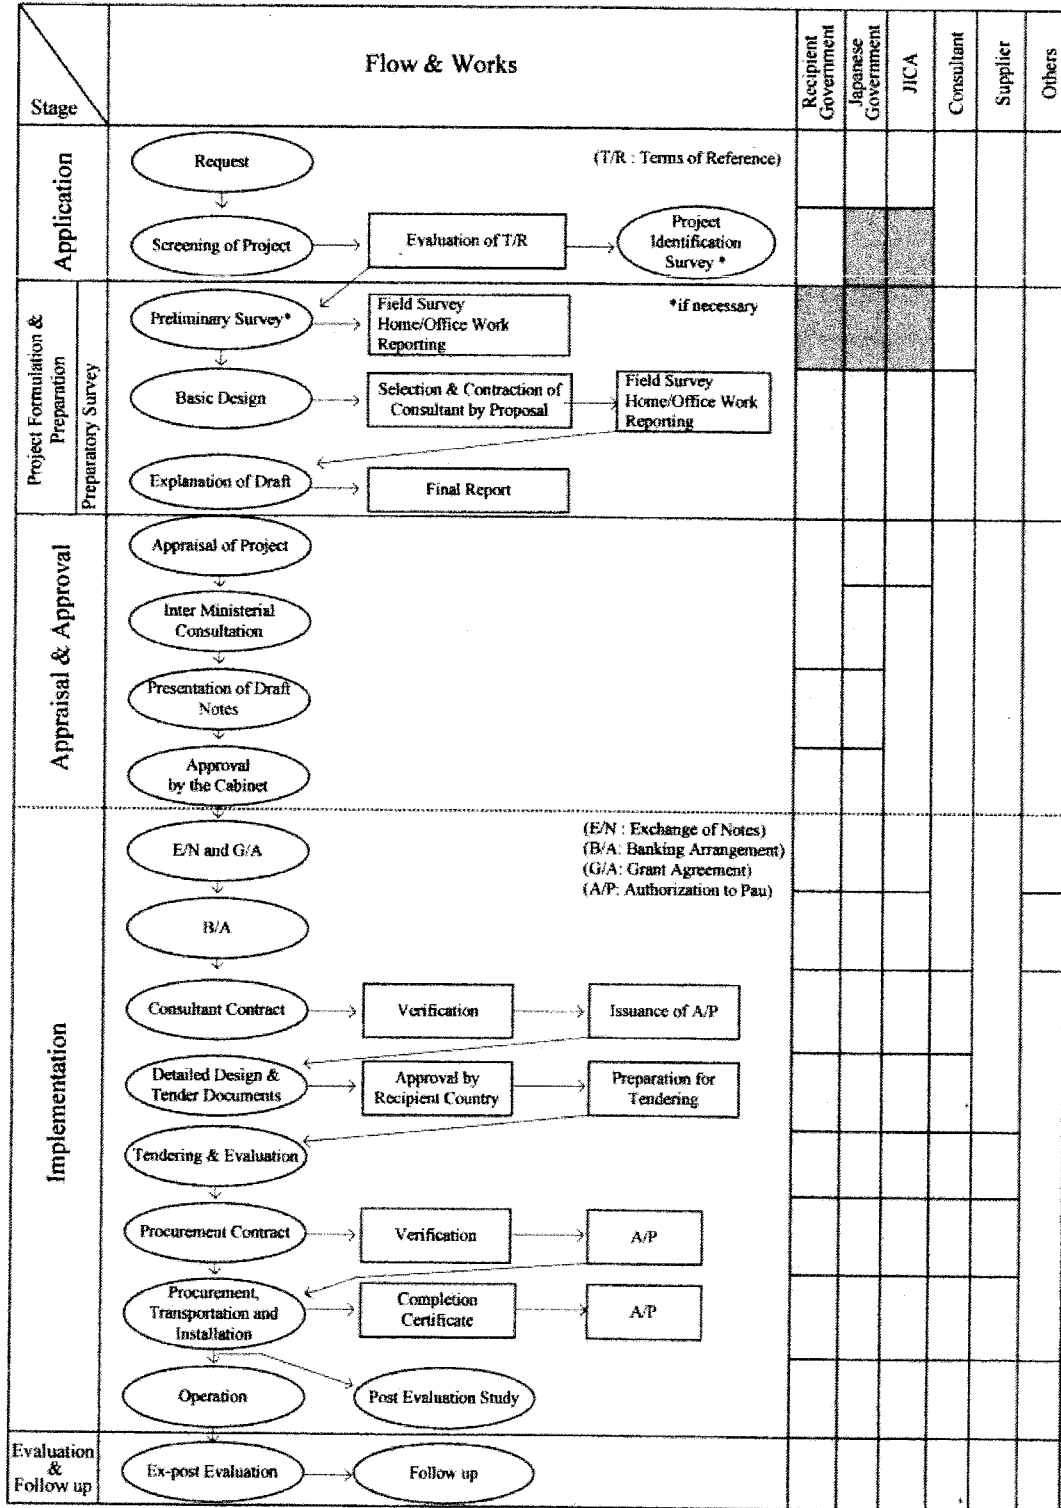 Stage
Flow & Works
Recipient
Government
Japanese
Government
JICA
Consultant
Supplier
Others
Application
Request
(T/R : Terms of Reference)
Screening of Project
Evaluation of T/R
Project
Identification
Survey *
Project Formulation &
Preparation
Preparatory Survey
Preliminary Survey*
Field Survey
Home/Office Work
Reporting
*if necessary
Basic Design
Selection & Contraction of
Consultant by Proposal
Field Survey
Home/Office Work
Reporting
Explanation of Draft
Final Report
Appraisal & Approval
Appraisal of Project
Inter Ministerial
Consultation
Presentation of Draft
Notes
Approval
by the Cabinet
Implementation
E/N and G/A
(E/N : Exchange of Notes)
(B/A: Banking Arrangement)
(G/A: Grant Agreement)
(A/P: Authorization to Pau)
B/A
Consultant Contract
Verification
Issuance of A/P
Detailed Design &
Tender Documents
Approval by
Recipient Country
Preparation for
Tendering
Tendering & Evaluation
Procurement Contract
Verification
A/P
Procurement,
Transportation and
Installation
Completion
Certificate
A/P
Operation
Post Evaluation Study
Evaluation
&
Follow up
Ex-post Evaluation
Follow up